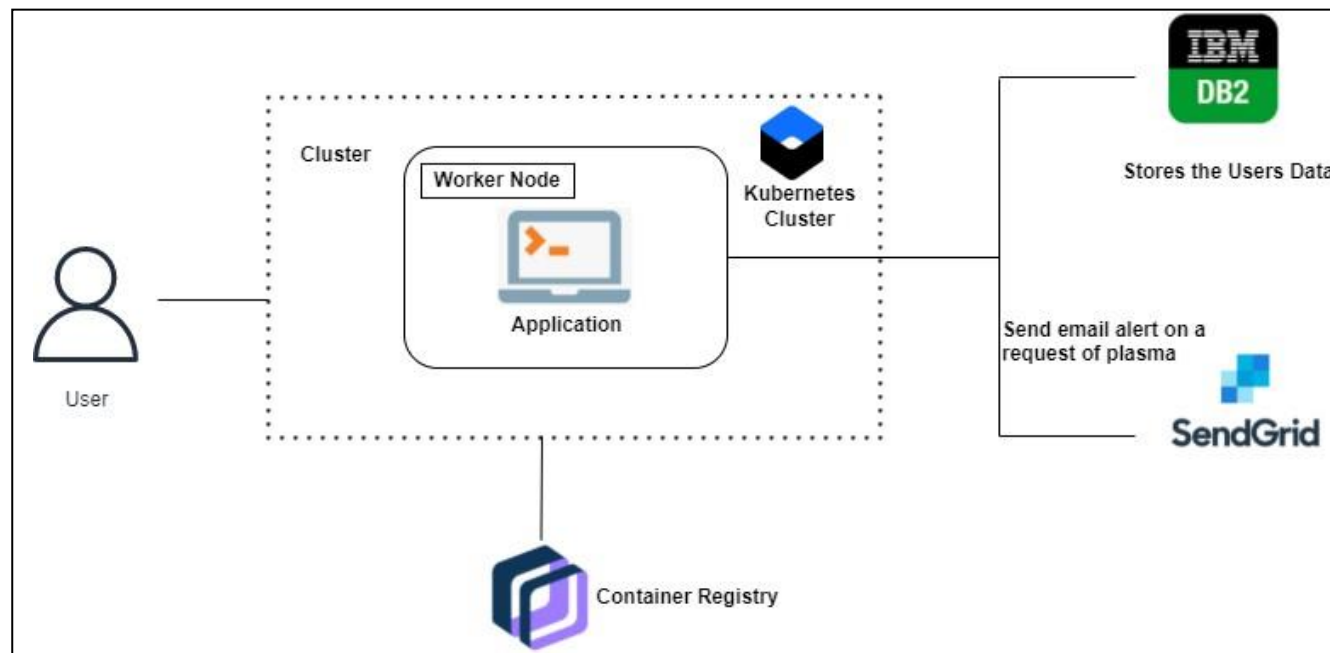 IBM
DB2
Stores the Users Data
Cluster
Worker Node
Kubernetes
Cluster
Application
User
Send email alert on a
request of plasma
SendGrid
Container Registry